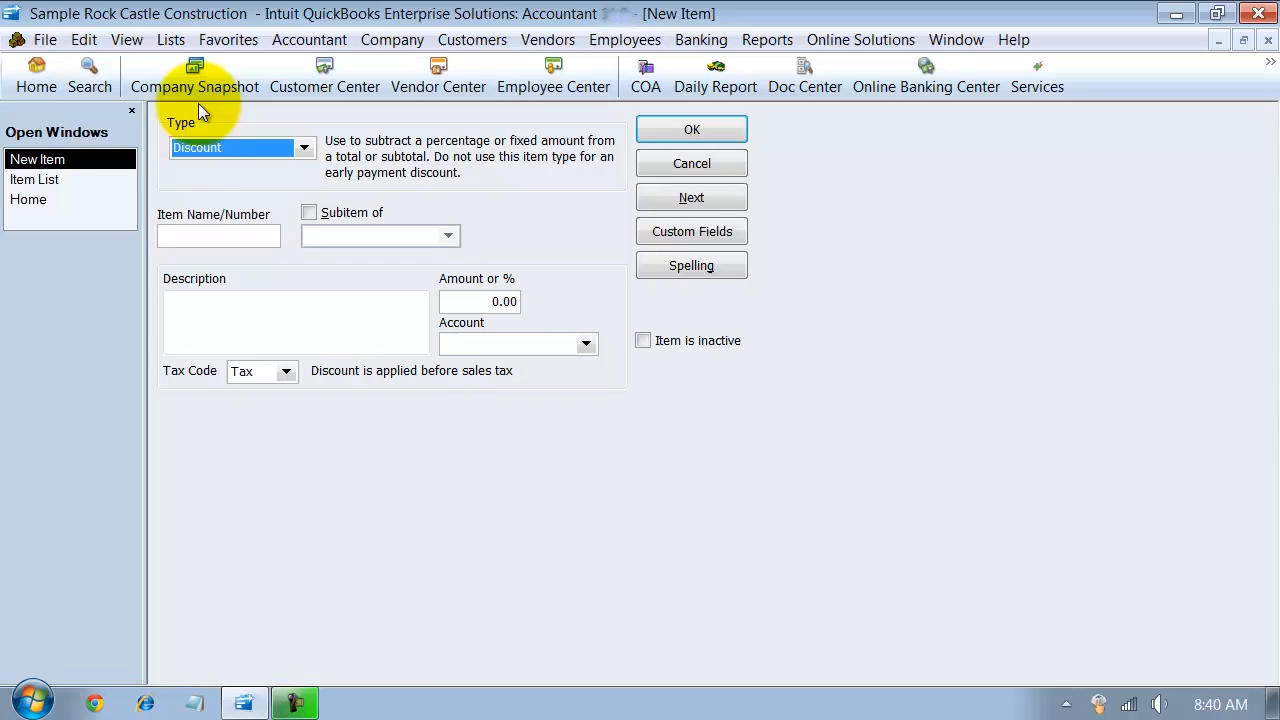 Sample Rock Castle Construction - Intuit QuickBooks Enterprise Solutions: Accountant - [New Item]
File Edit View Lists Favorites Accountant Company Customers Vendors Employees Banking Reports Online Solutions Window Help
Home Search Company Snapshot Customer Center Vendor Center Employee Center COA Daily Report Doc Center Online Banking Center Services
Open Windows
New Item
Item List
Home
Type
Discount
Use to subtract a percentage or fixed amount from
a total or subtotal. Do not use this item type for an
early payment discount.
Item Name/Number
Subitem of
Description
Amount or %
0.00
Account
Tax Code Tax Discount is applied before sales tax
OK
Cancel
Next
Custom Fields
Spelling
Item is inactive
8:40 AM